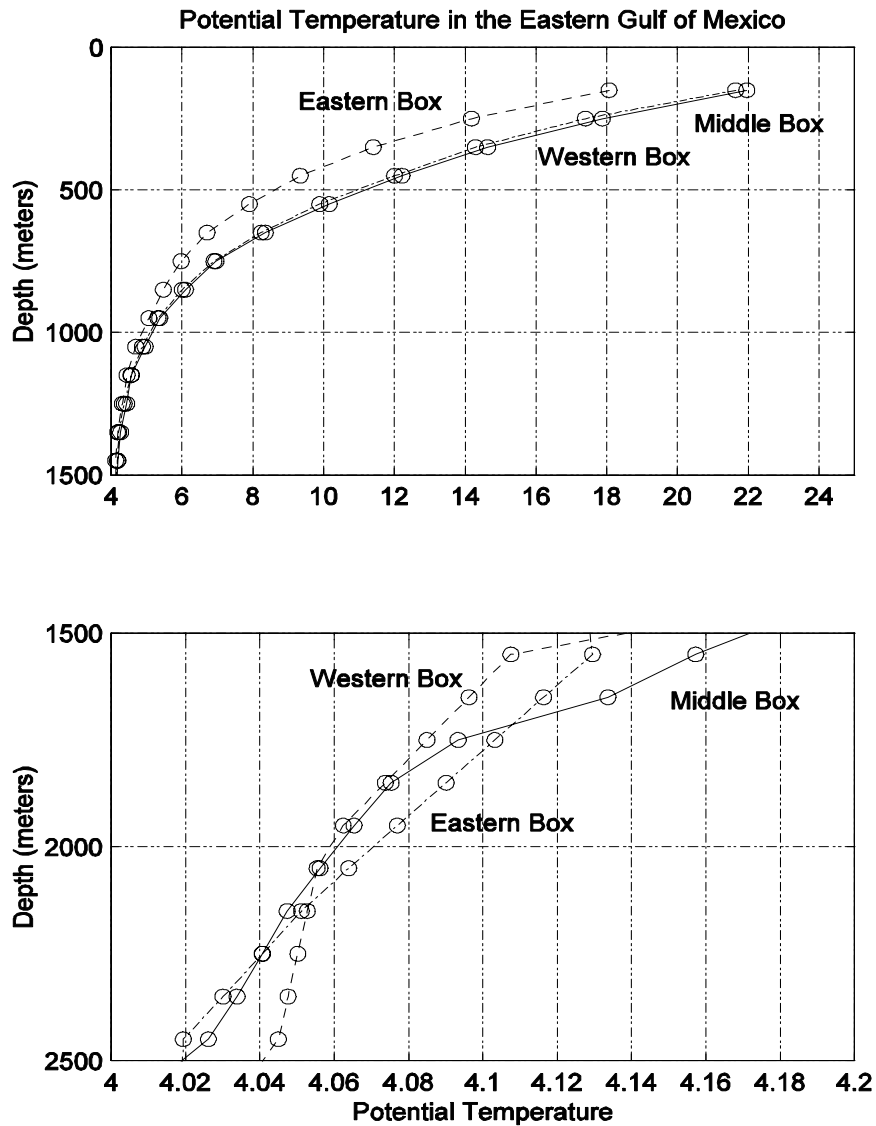 Potential Temperature in the Eastern Gulf of Mexico
0
Eastern Box
Middle Box
Western Box
500
Depth (meters)
1000
1500
4 6 8 10 12 14 16 18 20 22 24
1500
Western Box
Middle Box
Eastern Box
Depth (meters)
2000
2500
4 4.02 4.04 4.06 4.08 4.1 4.12 4.14 4.16 4.18 4.2
Potential Temperature